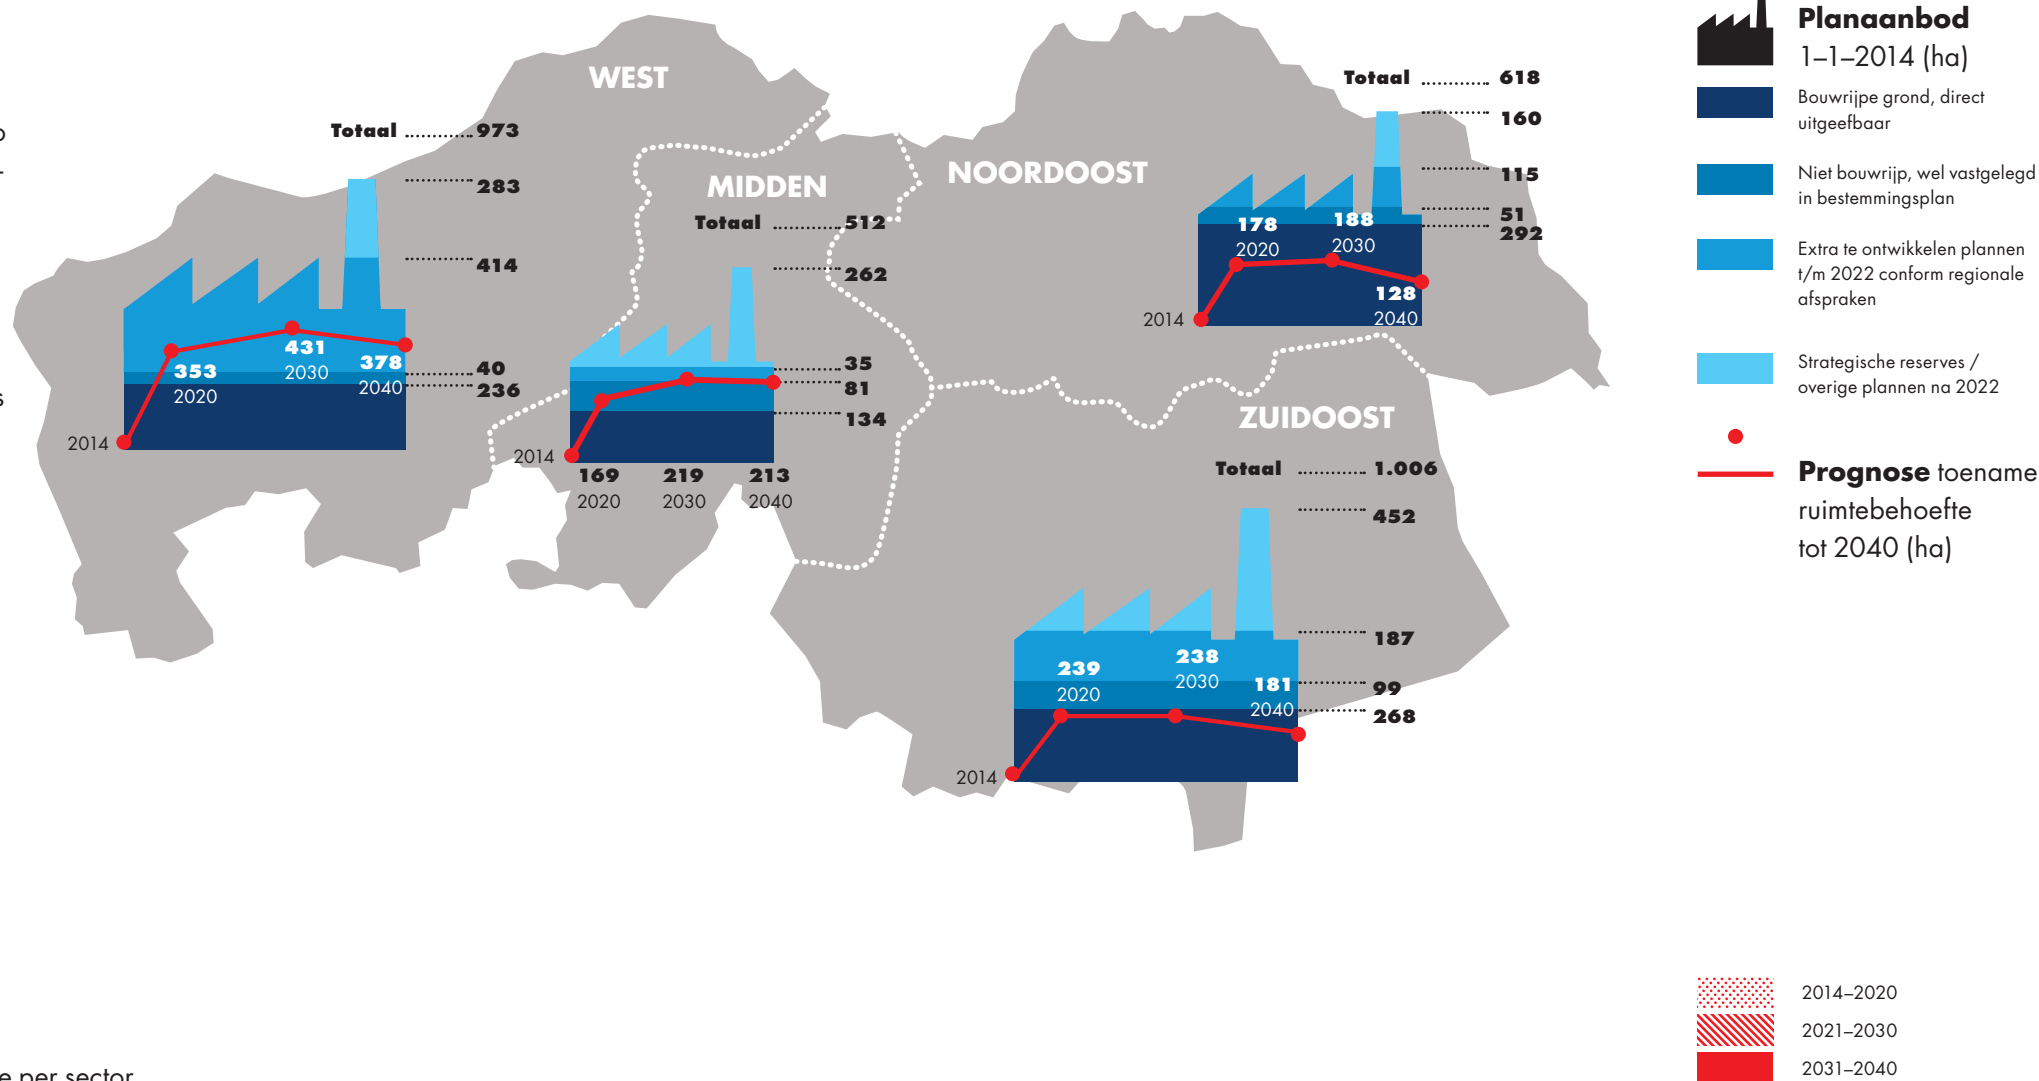 WEST
Totaal 973
283
414
40
236
353
2020
431
2030
378
2040
2014
MIDDEN
Totaal 512
262
35
81
134
2014
169
2020
219
2030
213
2040
NOORDOOST
Totaal 618
160
115
51
292
178
2020
188
2030
128
2040
2014
ZUIDOOST
Totaal 1.006
452
187
99
268
239
2020
238
2030
181
2040
2014
Planaanbod
1–1–2014 (ha)
Bouwrijpe grond, direct
uitgeefbaar
Niet bouwrijp, wel vastgelegd
in bestemmingsplan
Extra te ontwikkelen plannen
t/m 2022 conform regionale
afspraken
Strategische reserves /
overige plannen na 2022
Prognose toename
ruimtebehoefte
tot 2040 (ha)
2014–2020
2021–2030
2031–2040
e per sector